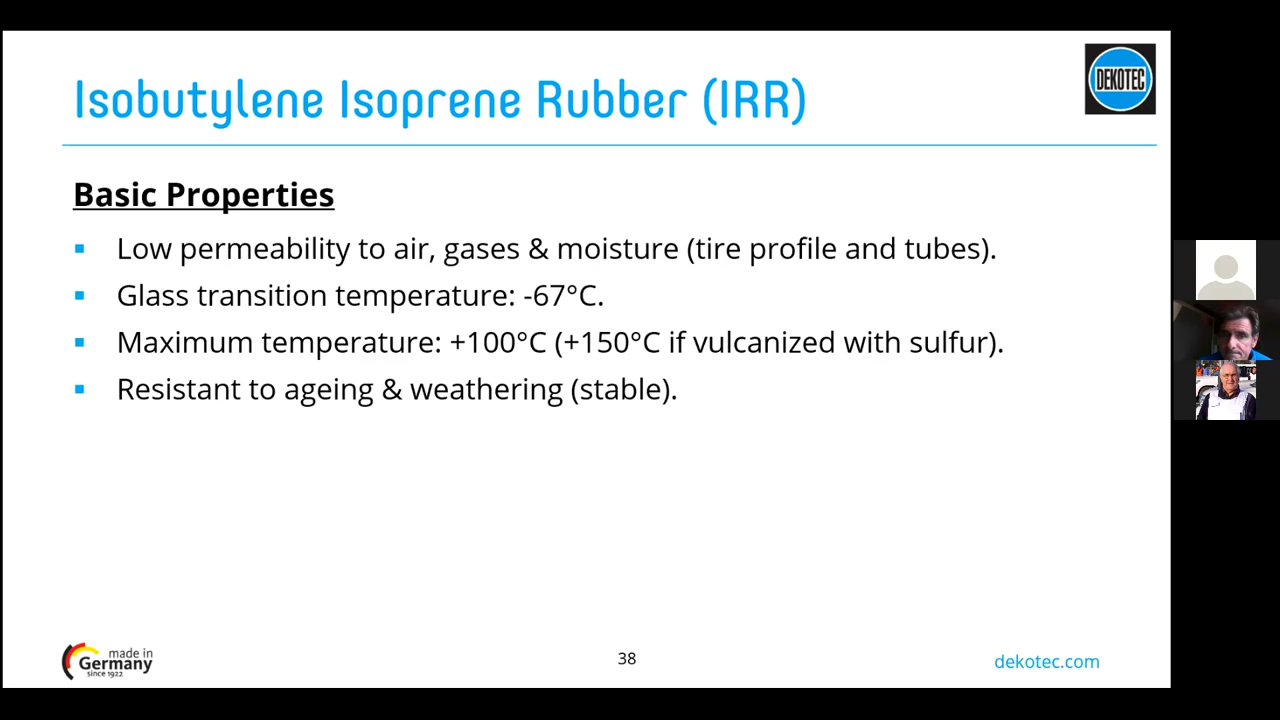 Isobutylene Isoprene Rubber (IRR)
DEKOTEC
Basic Properties
Low permeability to air, gases & moisture (tire profile and tubes).
Glass transition temperature: -67°C.
Maximum temperature: +100°C (+150°C if vulcanized with sulfur).
Resistant to ageing & weathering (stable).
made in
Germany
since 1922
38
dekotec.com